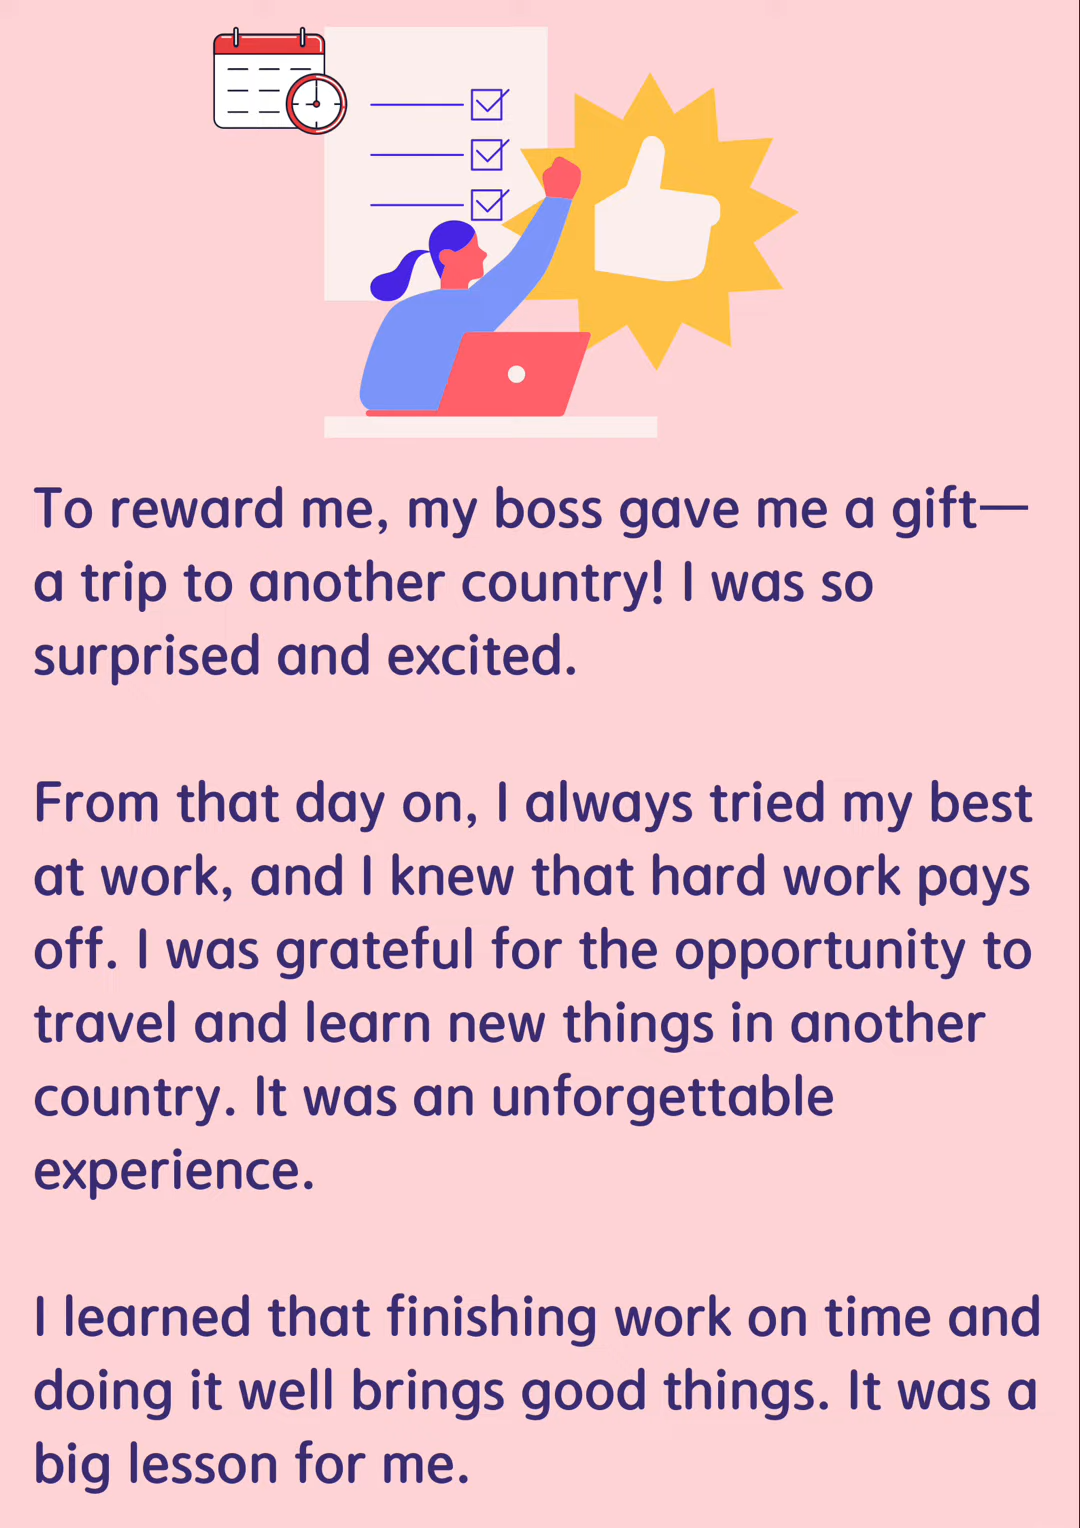 To reward me, my boss gave me a gift—
a trip to another country! I was so
surprised and excited.
From that day on, I always tried my best
at work, and I knew that hard work pays
off. I was grateful for the opportunity to
travel and learn new things in another
country. It was an unforgettable
experience.
I learned that finishing work on time and
doing it well brings good things. It was a
big lesson for me.